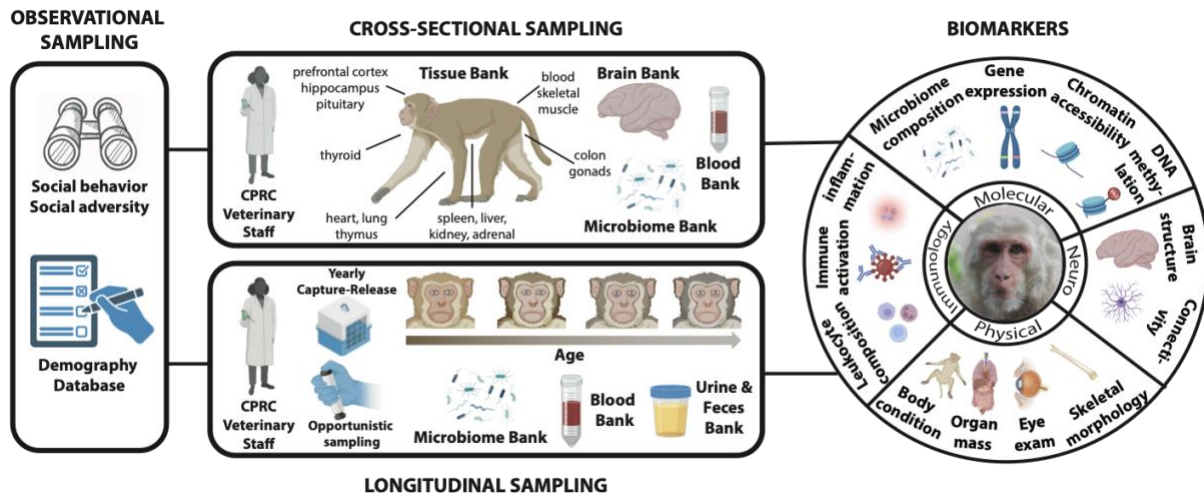 OBSERVATIONAL
SAMPLING
Social behavior
Social adversity
Demography
Database
CROSS-SECTIONAL SAMPLING
CPRC
Veterinary
Staff
prefrontal cortex
hippocampus
pituitary
Tissue Bank
blood
skeletal
muscle
thyroid
heart, lung
thymus
spleen, liver,
kidney, adrenal
colon
gonads
Brain Bank
Blood
Bank
Microbiome Bank
CPRC
Veterinary
Staff
Yearly
Capture-Release
Opportunistic
sampling
Age
Microbiome Bank
Blood
Bank
Urine &
Feces
Bank
LONGITUDINAL SAMPLING
BIOMARKERS
Molecular
Microbiome
composition
Gene
expression
Chromatin
accessibility
DNA
methy-
lation
Neuro
Brain
structure
Connecti-
vity
Physical
Skeletal
morphology
Eye
exam
Organ
mass
Body
condition
Immunology
Leukocyte
composition
Immune
activation
inflam-
mation